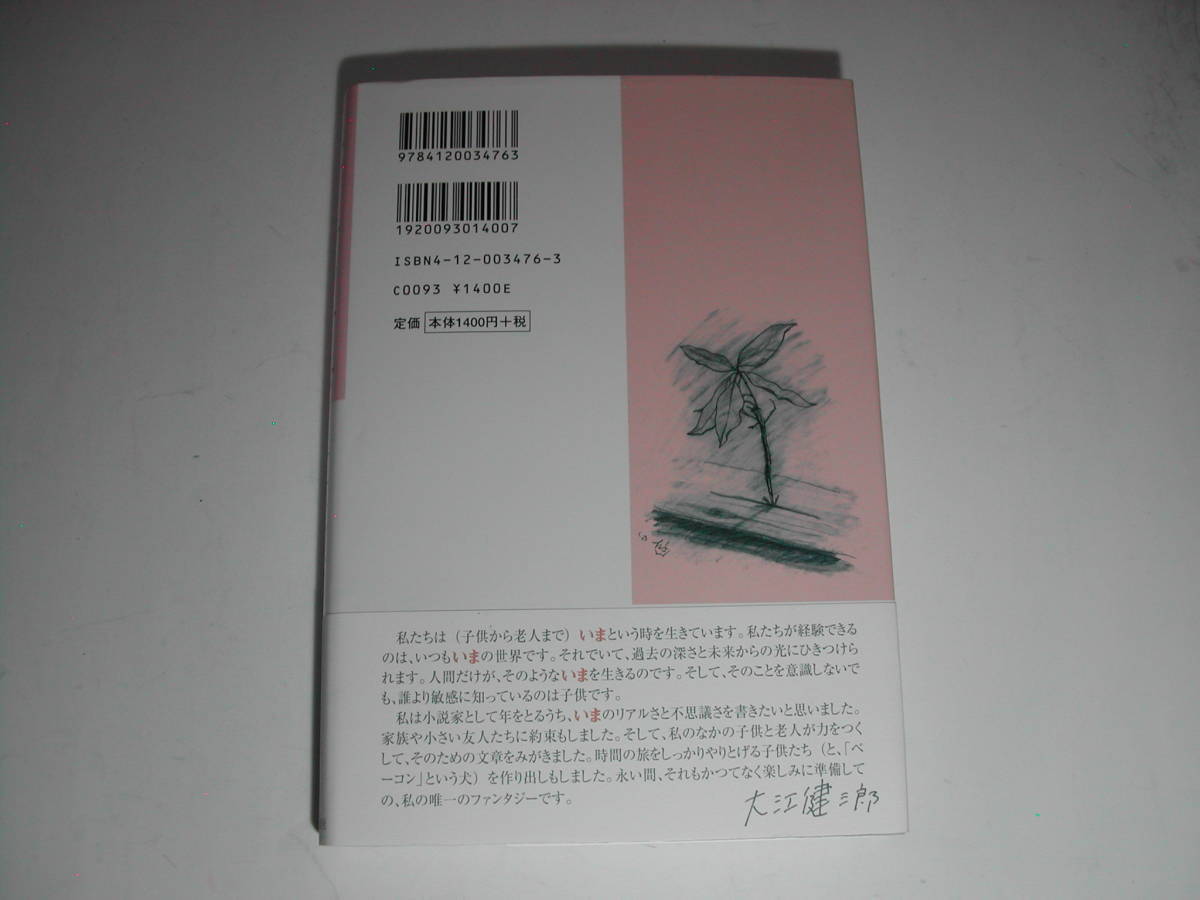 9784120034763
1920093014007
ISBN4-12-003476-3
C0093 ¥1400E
定価 本体1400円+税
私たちは（子供から老人まで）いまという時を生きています。私たちが経験できる
のは、いつもいまの世界です。それでいて、過去の深さと未来からの光にひきつけら
れます。人間だけが、そのようないまを生きるのです。そして、そのことを意識しないで
も、誰より敏感に知っているのは子供です。
私は小説家として年をとるうち、いまのリアルさと不思議さを書きたいと思いました。
家族や小さい友人たちに約束もしました。そして、私のなかの子供と老人が力をつく
して、そのための文章をみがきました。時間の旅をしっかりやりとげる子供たち（と、「ベ
ーコン」という犬）を作り出しもしました。永い間、それもかつてなく楽しみに準備して
の、私の唯一のファンタジーです。
大江健三郎